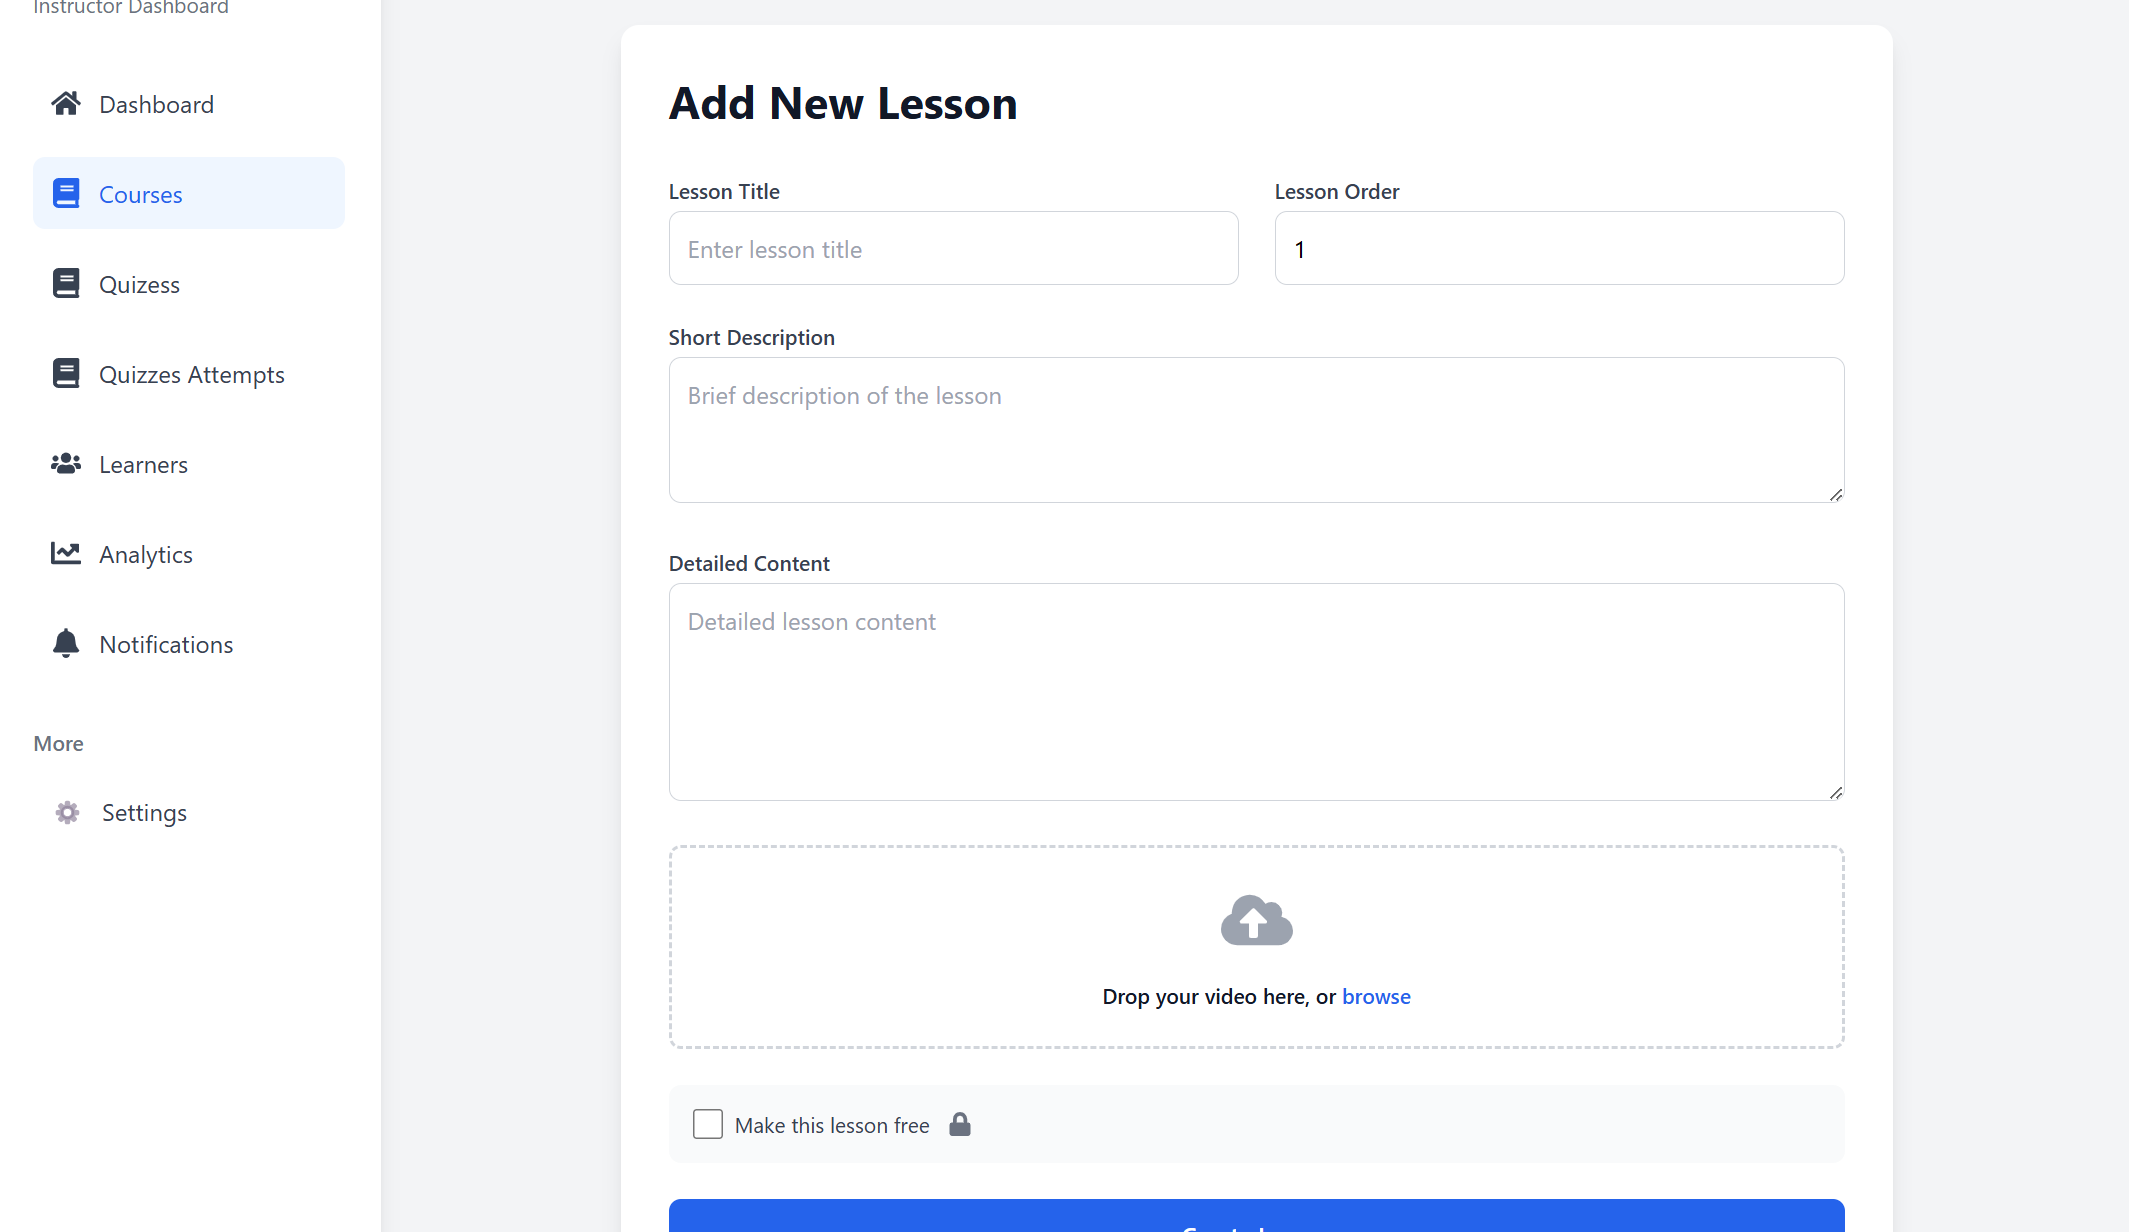 Instructor Dashboard
Dashboard
Courses
Quizess
Quizzes Attempts
Learners
Analytics
Notifications
More
Settings
Add New Lesson
Lesson Title
Enter lesson title
Lesson Order
1
Short Description
Brief description of the lesson
Detailed Content
Detailed lesson content
Drop your video here, or browse
Make this lesson free